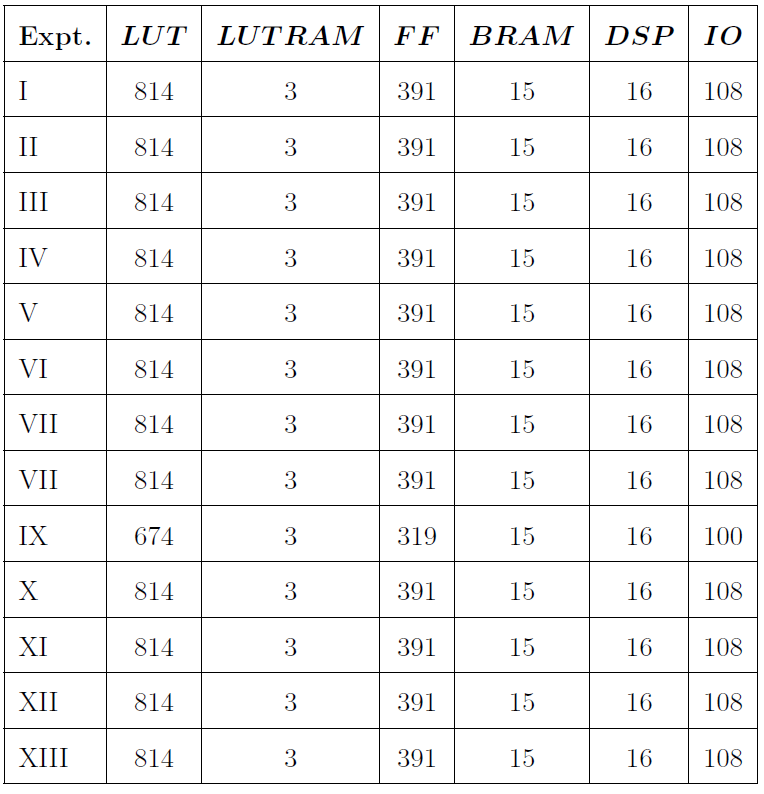 Expt. LUT LUTRAM FF BRAM DSP IO
I 814 3 391 15 16 108
II 814 3 391 15 16 108
III 814 3 391 15 16 108
IV 814 3 391 15 16 108
V 814 3 391 15 16 108
VI 814 3 391 15 16 108
VII 814 3 391 15 16 108
VII 814 3 391 15 16 108
IX 674 3 319 15 16 100
X 814 3 391 15 16 108
XI 814 3 391 15 16 108
XII 814 3 391 15 16 108
XIII 814 3 391 15 16 108